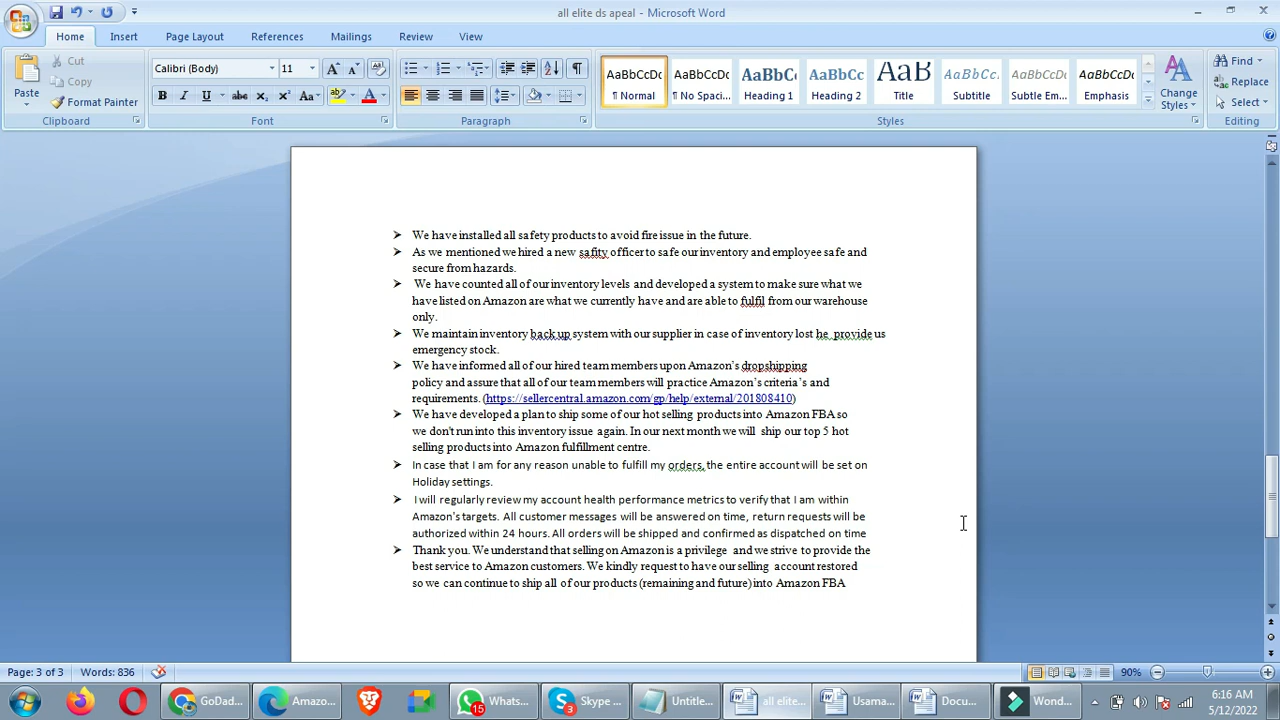 all elite ds apeal - Microsoft Word
Home Insert Page Layout References Mailings Review View
Paste
Cut
Copy
Format Painter
Clipboard
Calibri (Body) 11
Font
Paragraph
AaBbCcDc AaBbCcDc AaBbC AaBbCc AaB AaBbCc. AaBbCcDc AaBbCcDc
¶ Normal ¶ No Spaci... Heading 1 Heading 2 Title Subtitle Subtle Em... Emphasis
Change Styles
Styles
Find
Replace
Select
Editing
We have installed all safety products to avoid fire issue in the future.
As we mentioned we hired a new safity officer to safe our inventory and employee safe and
secure from hazards.
We have counted all of our inventory levels and developed a system to make sure what we
have listed on Amazon are what we currently have and are able to fulfil from our warehouse
only.
We maintain inventory back up system with our supplier in case of inventory lost he provide us
emergency stock.
We have informed all of our hired team members upon Amazon's dropshipping
policy and assure that all of our team members will practice Amazon's criteria's and
requirements. (https://sellercentral.amazon.com/gp/help/external/201808410)
We have developed a plan to ship some of our hot selling products into Amazon FBA so
we don't run into this inventory issue again. In our next month we will ship our top 5 hot
selling products into Amazon fulfillment centre.
In case that I am for any reason unable to fulfill my orders, the entire account will be set on
Holiday settings.
I will regularly review my account health performance metrics to verify that I am within
Amazon's targets. All customer messages will be answered on time, return requests will be
authorized within 24 hours. All orders will be shipped and confirmed as dispatched on time
Thank you. We understand that selling on Amazon is a privilege and we strive to provide the
best service to Amazon customers. We kindly request to have our selling account restored
so we can continue to ship all of our products (remaining and future) into Amazon FBA
Page: 3 of 3 Words: 836 90%
GoDad... Amazo... Whats... 15 Skype ... 3 Untitle... all elite... Usama... Docu... Wond...
6:16 AM
5/12/2022